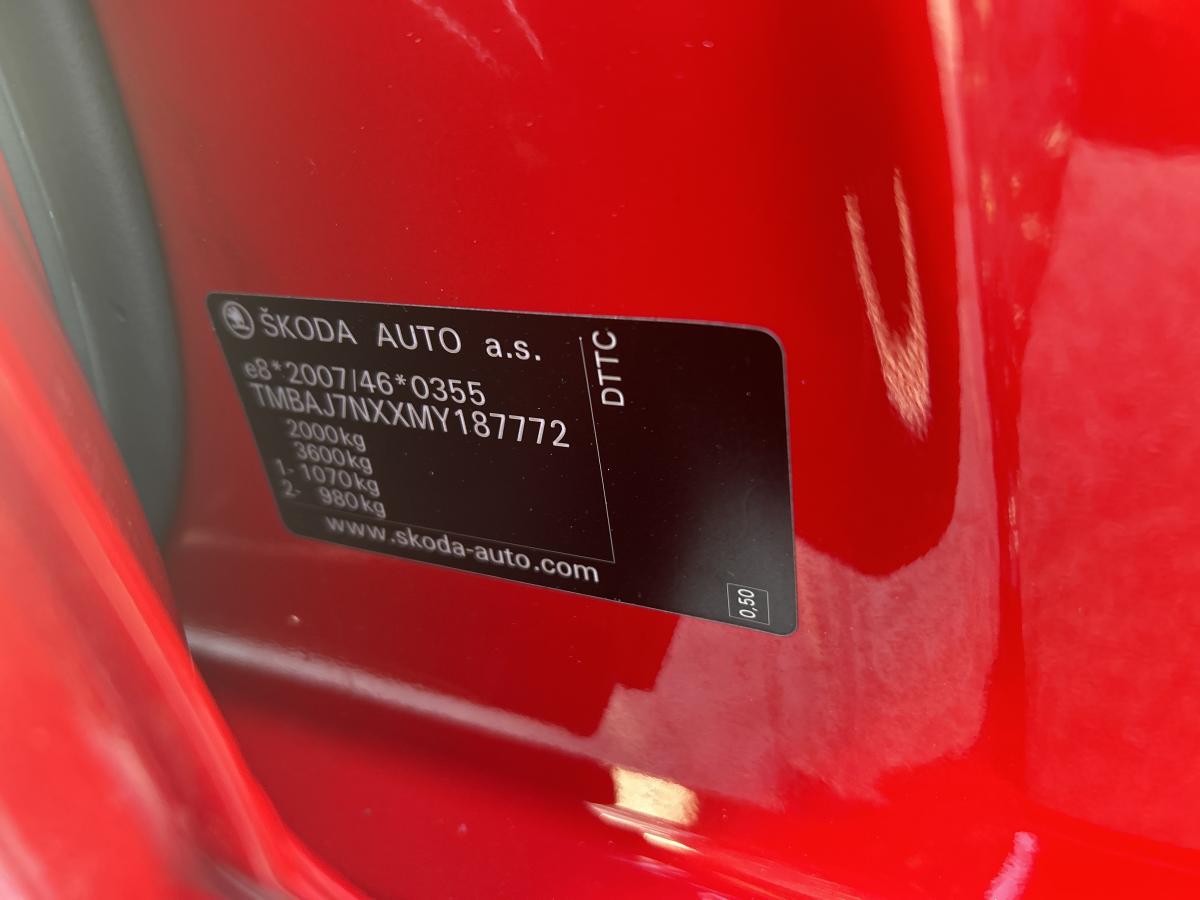 ŠKODA AUTO a.s.
e8*2007/46*0355
TMBAJ7NXXMY187772
2000kg
3600kg
1- 1070kg
2- 980kg
www.skoda-auto.com
DTTC
0,50